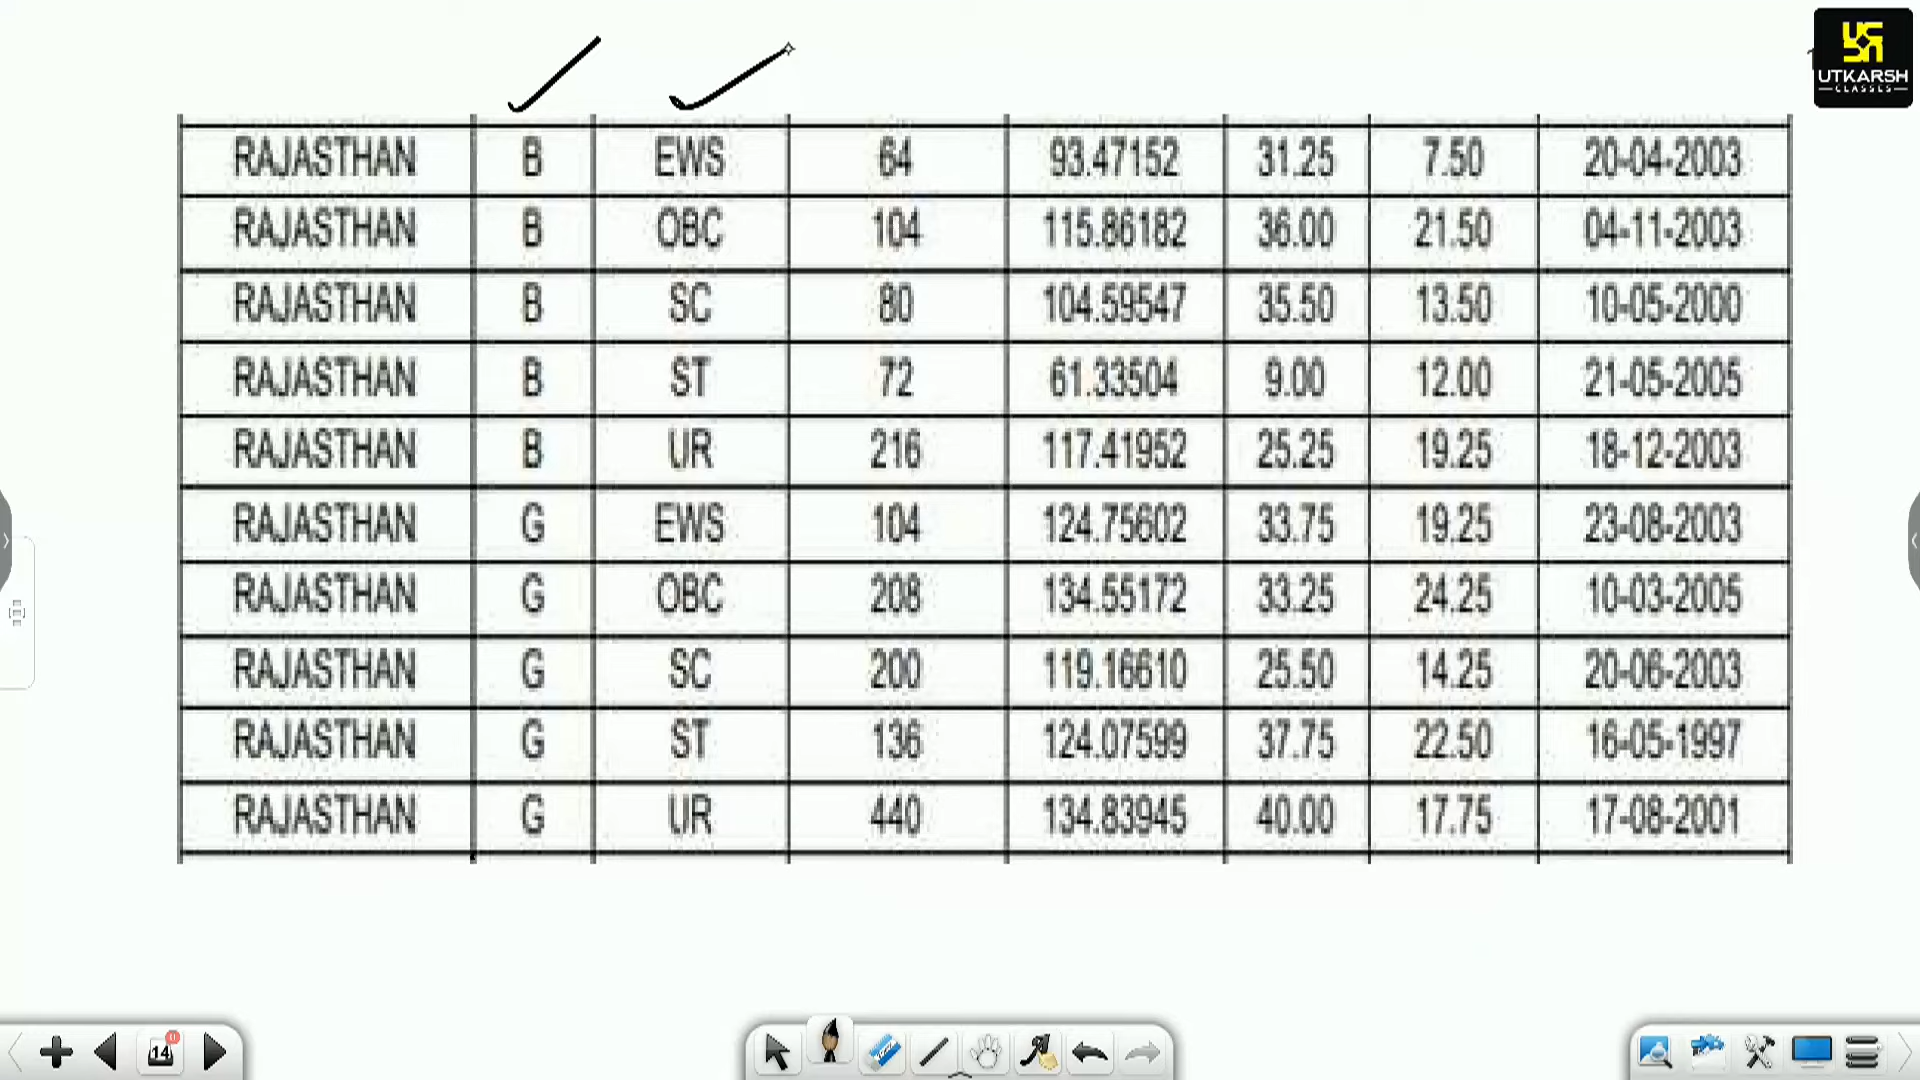 UTKARSH
CLASSES
RAJASTHAN B EWS 64 93.47152 31.25 7.50 20-04-2003
RAJASTHAN B OBC 104 115.86182 36.00 21.50 04-11-2003
RAJASTHAN B SC 80 104.59547 35.50 13.50 10-05-2000
RAJASTHAN B ST 72 61.33504 9.00 12.00 21-05-2005
RAJASTHAN B UR 216 117.41952 25.25 19.25 18-12-2003
RAJASTHAN G EWS 104 124.75602 33.75 19.25 23-08-2003
RAJASTHAN G OBC 208 134.55172 33.25 24.25 10-03-2005
RAJASTHAN G SC 200 119.16610 25.50 14.25 20-06-2003
RAJASTHAN G ST 136 124.07599 37.75 22.50 16-05-1997
RAJASTHAN G UR 440 134.83945 40.00 17.75 17-08-2001
14 0